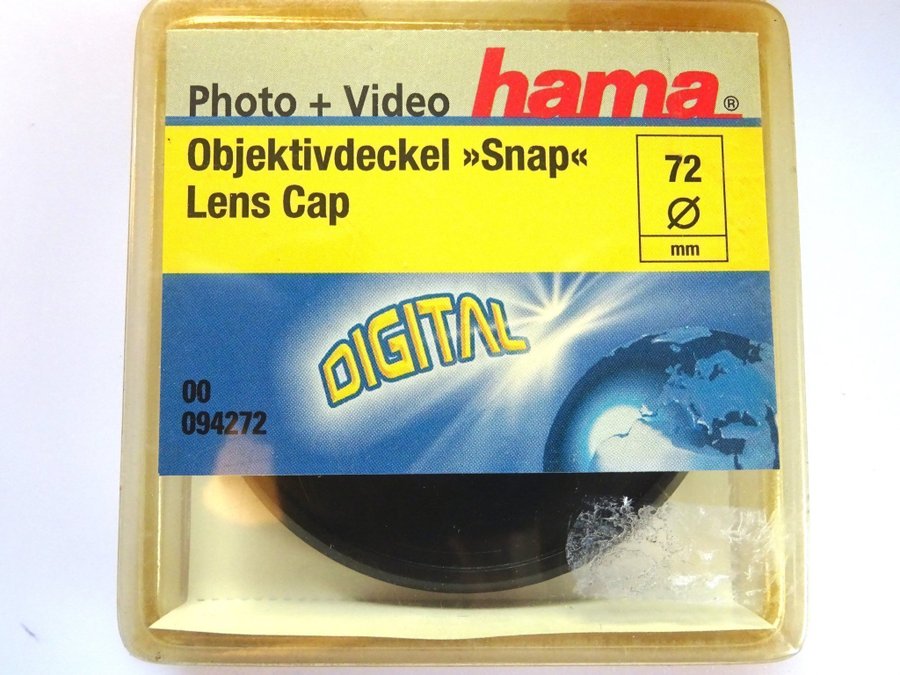 Photo + Video hama®
Objektivdeckel »Snap«
Lens Cap
72
Ø
mm
DIGITAL
00
094272